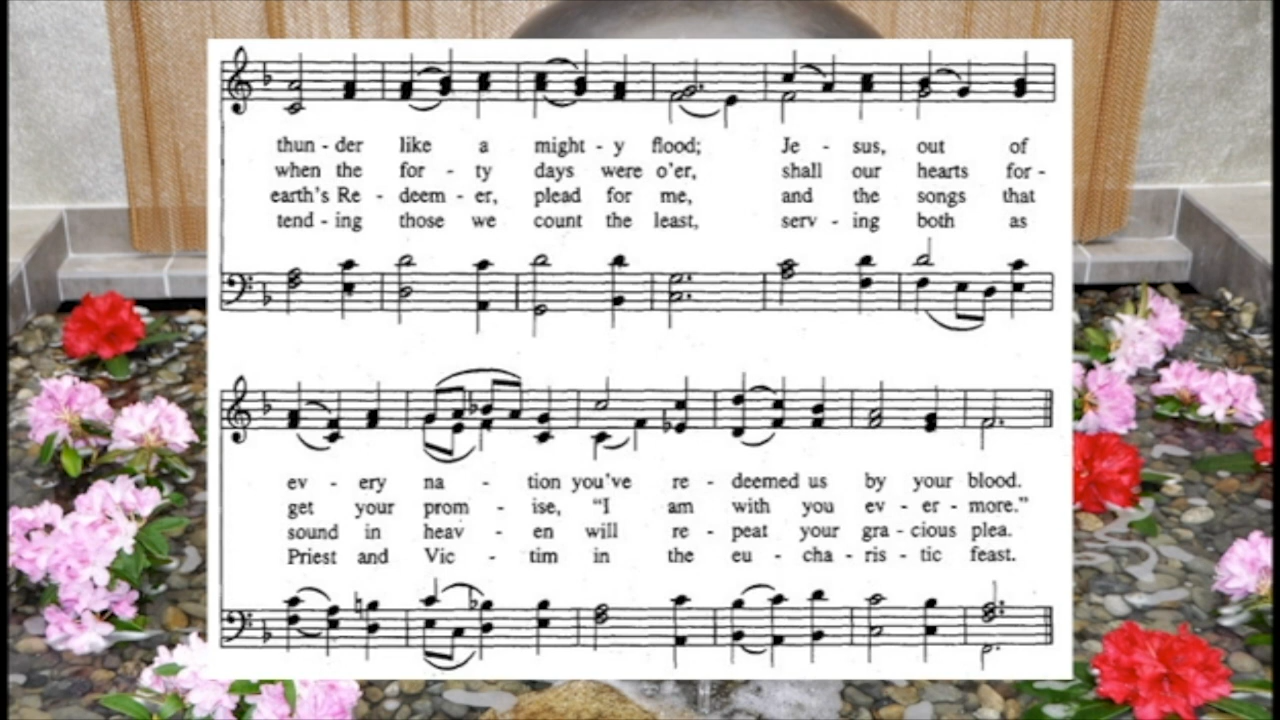 thun - der like a might - y flood; Je - sus, out of
when the for - ty days were o'er, shall our hearts for -
earth's Re - deem - er, plead for me, and the songs that
tend - ing those we count the least, serv - ing both as
ev - ery na - tion you've re - deemed us by your blood.
get your prom - ise, “I am with you ev - er - more.”
sound in heav - en will re - peat your gra - cious plea.
Priest and Vic - tim in the eu - cha - ris - tic feast.